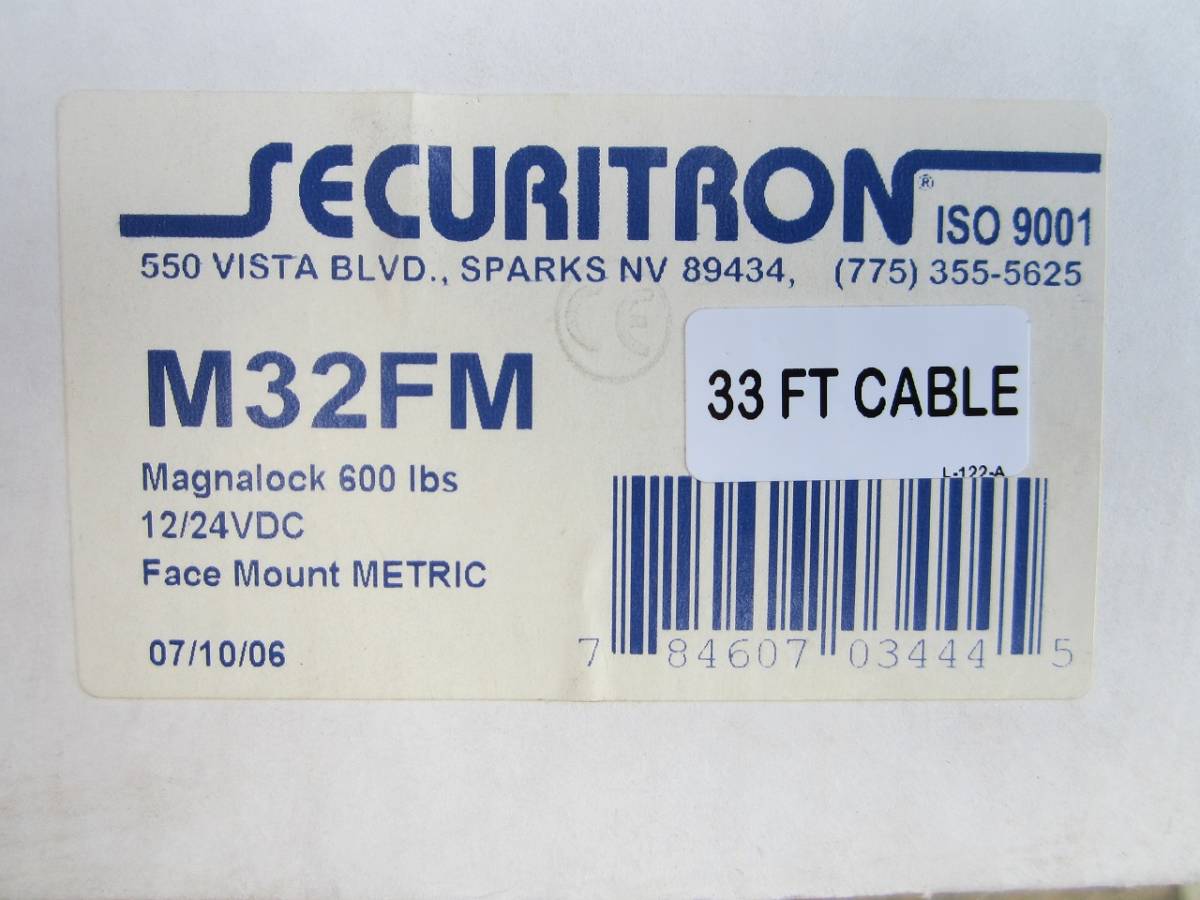 SECURITRON® ISO 9001
550 VISTA BLVD., SPARKS NV 89434, (775) 355-5625
CE
M32FM
33 FT CABLE
L-122-A
Magnalock 600 lbs
12/24VDC
Face Mount METRIC
07/10/06
7 84607 03444 5